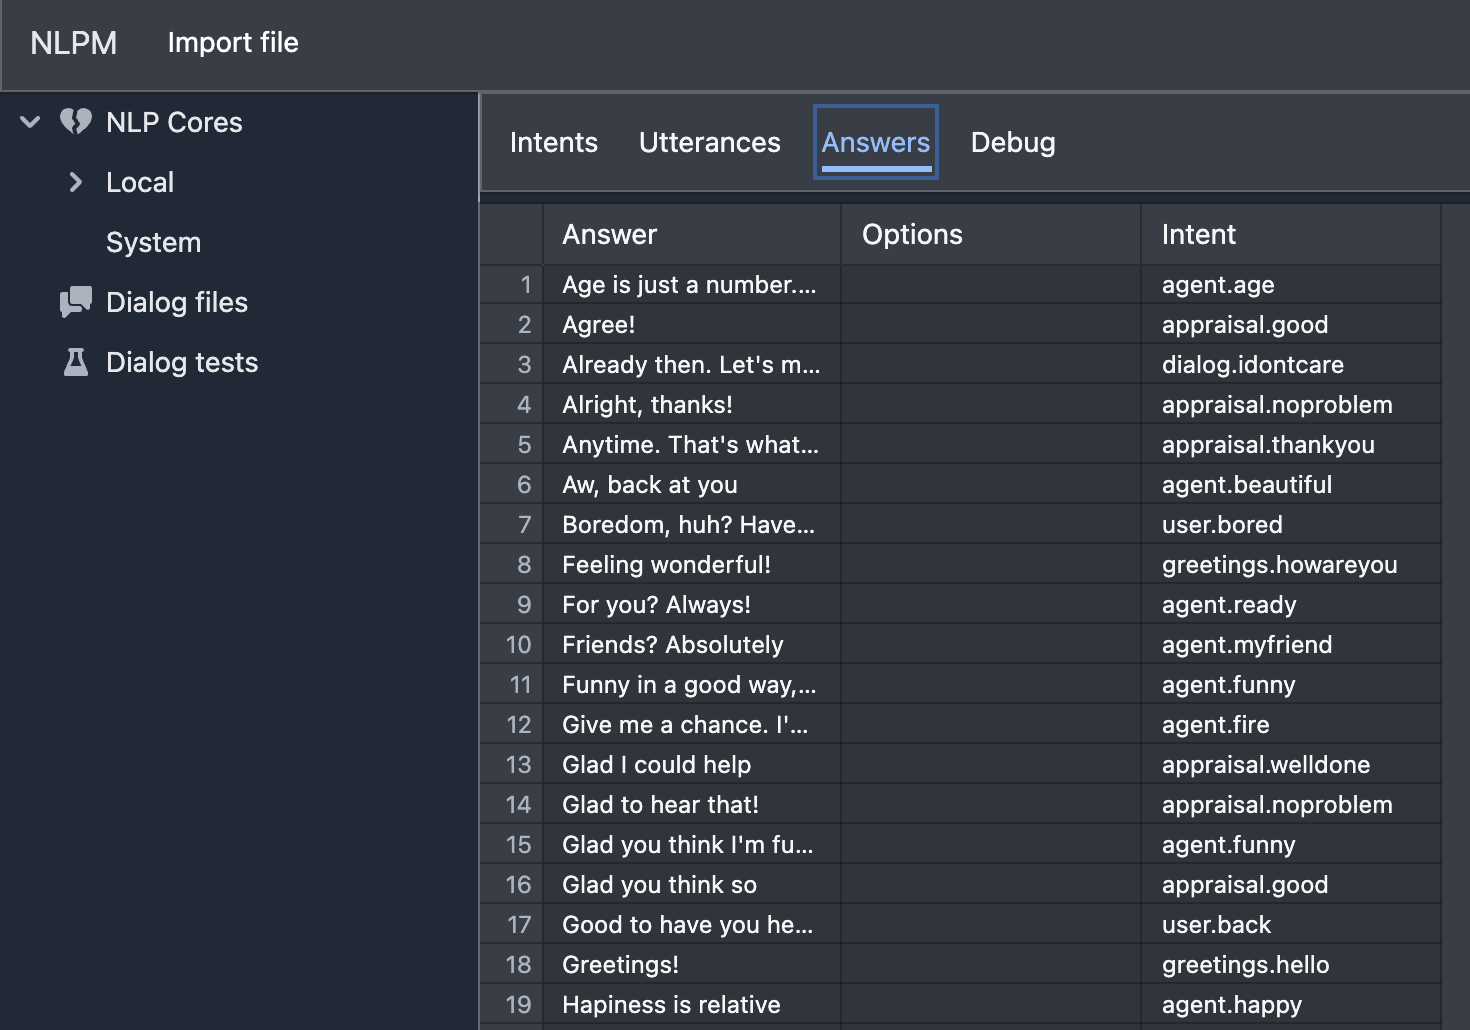 NLPM Import file
NLP Cores
Local
System
Dialog files
Dialog tests
Intents Utterances Answers Debug
Answer Options Intent
1 Age is just a number.... agent.age
2 Agree! appraisal.good
3 Already then. Let's m... dialog.idontcare
4 Alright, thanks! appraisal.noproblem
5 Anytime. That's what... appraisal.thankyou
6 Aw, back at you agent.beautiful
7 Boredom, huh? Have... user.bored
8 Feeling wonderful! greetings.howareyou
9 For you? Always! agent.ready
10 Friends? Absolutely agent.myfriend
11 Funny in a good way,... agent.funny
12 Give me a chance. I'... agent.fire
13 Glad I could help appraisal.welldone
14 Glad to hear that! appraisal.noproblem
15 Glad you think I'm fu... agent.funny
16 Glad you think so appraisal.good
17 Good to have you he... user.back
18 Greetings! greetings.hello
19 Hapiness is relative agent.happy